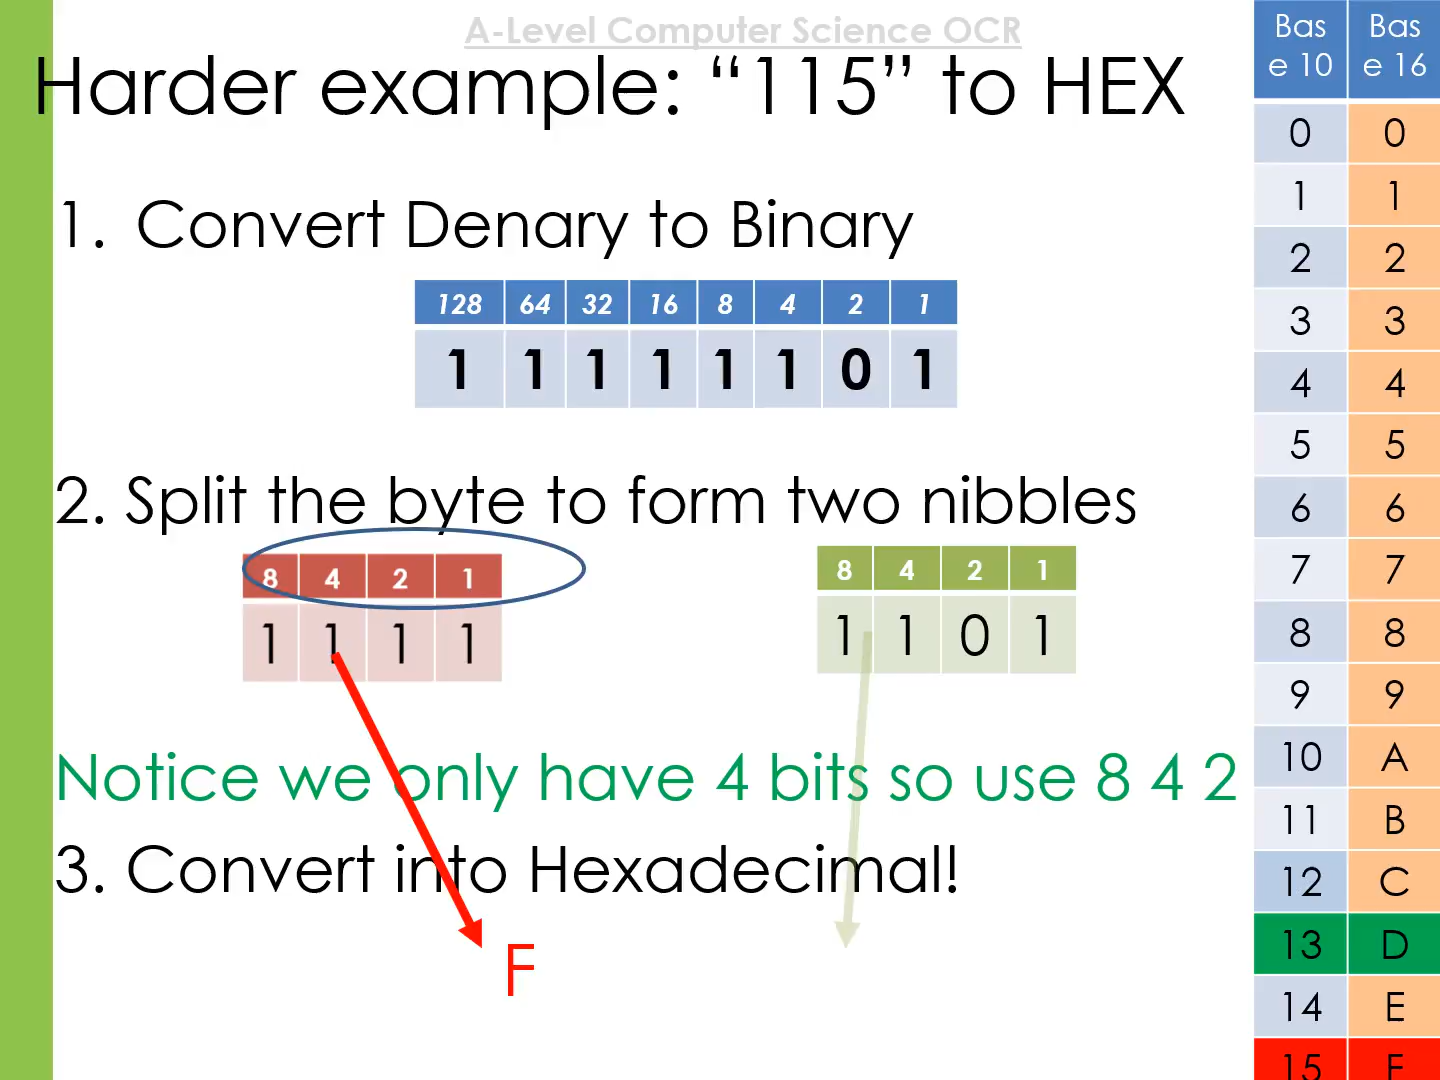 A-Level Computer Science OCR
Harder example: “115” to HEX
1. Convert Denary to Binary
128 64 32 16 8 4 2 1
1 1 1 1 1 1 0 1
2. Split the byte to form two nibbles
8 4 2 1
1 1 1 1
8 4 2 1
1 1 0 1
Notice we only have 4 bits so use 8 4 2
3. Convert into Hexadecimal!
F
Bas Bas
e 10 e 16
0 0
1 1
2 2
3 3
4 4
5 5
6 6
7 7
8 8
9 9
10 A
11 B
12 C
13 D
14 E
15 F